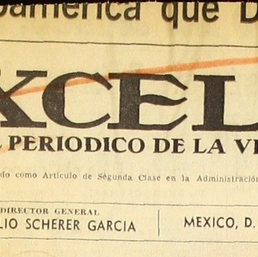 oamerica que D
XCEL
L PERIODICO DE LA VI
do como Artículo de Segunda Clase en la Administración
DIRECTOR GENERAL
LIO SCHERER GARCIA
MEXICO, D.